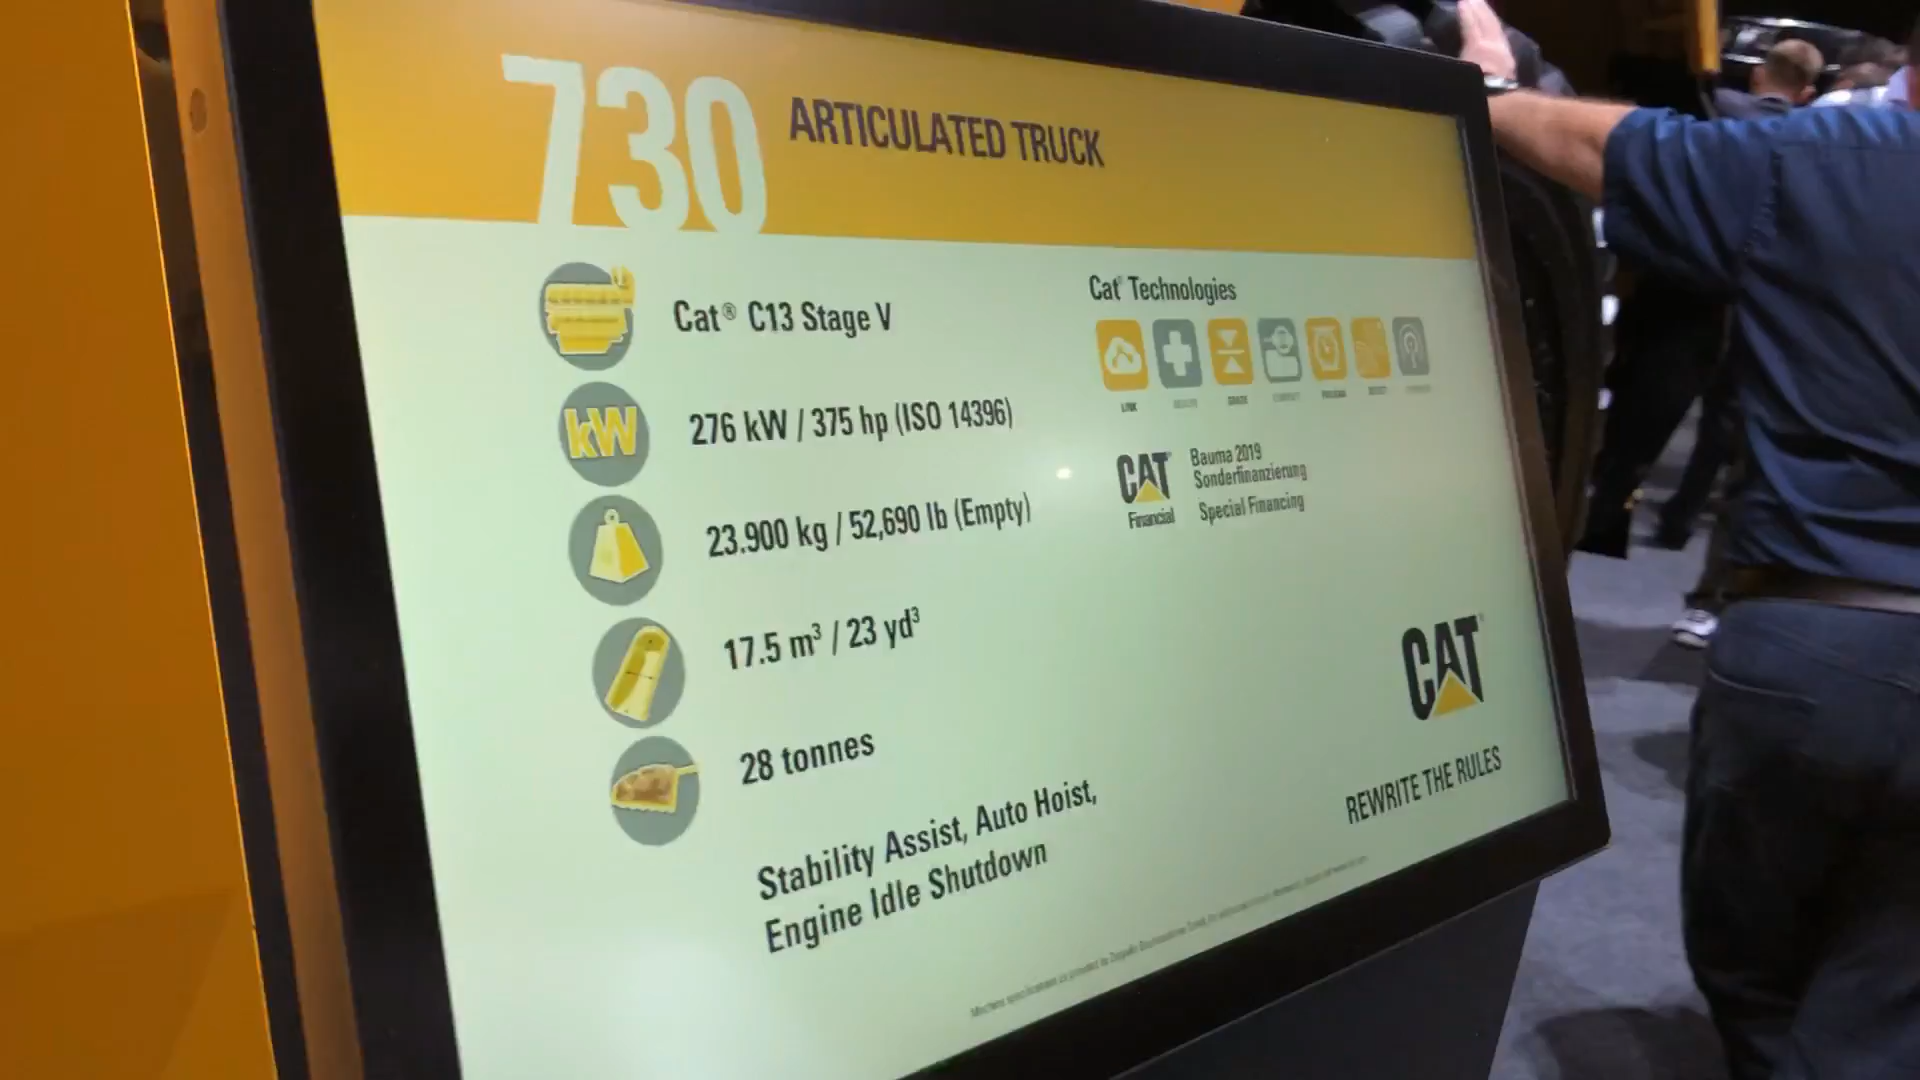 730 ARTICULATED TRUCK
Cat® C13 Stage V
kW
276 kW / 375 hp (ISO 14396)
23.900 kg / 52,690 lb (Empty)
17.5 m³ / 23 yd³
28 tonnes
Stability Assist, Auto Hoist,
Engine Idle Shutdown
Cat® Technologies
LINK
GRADE
CAT
Financial
Bauma 2019
Sonderfinanzierung
Special Financing
CAT
REWRITE THE RULES